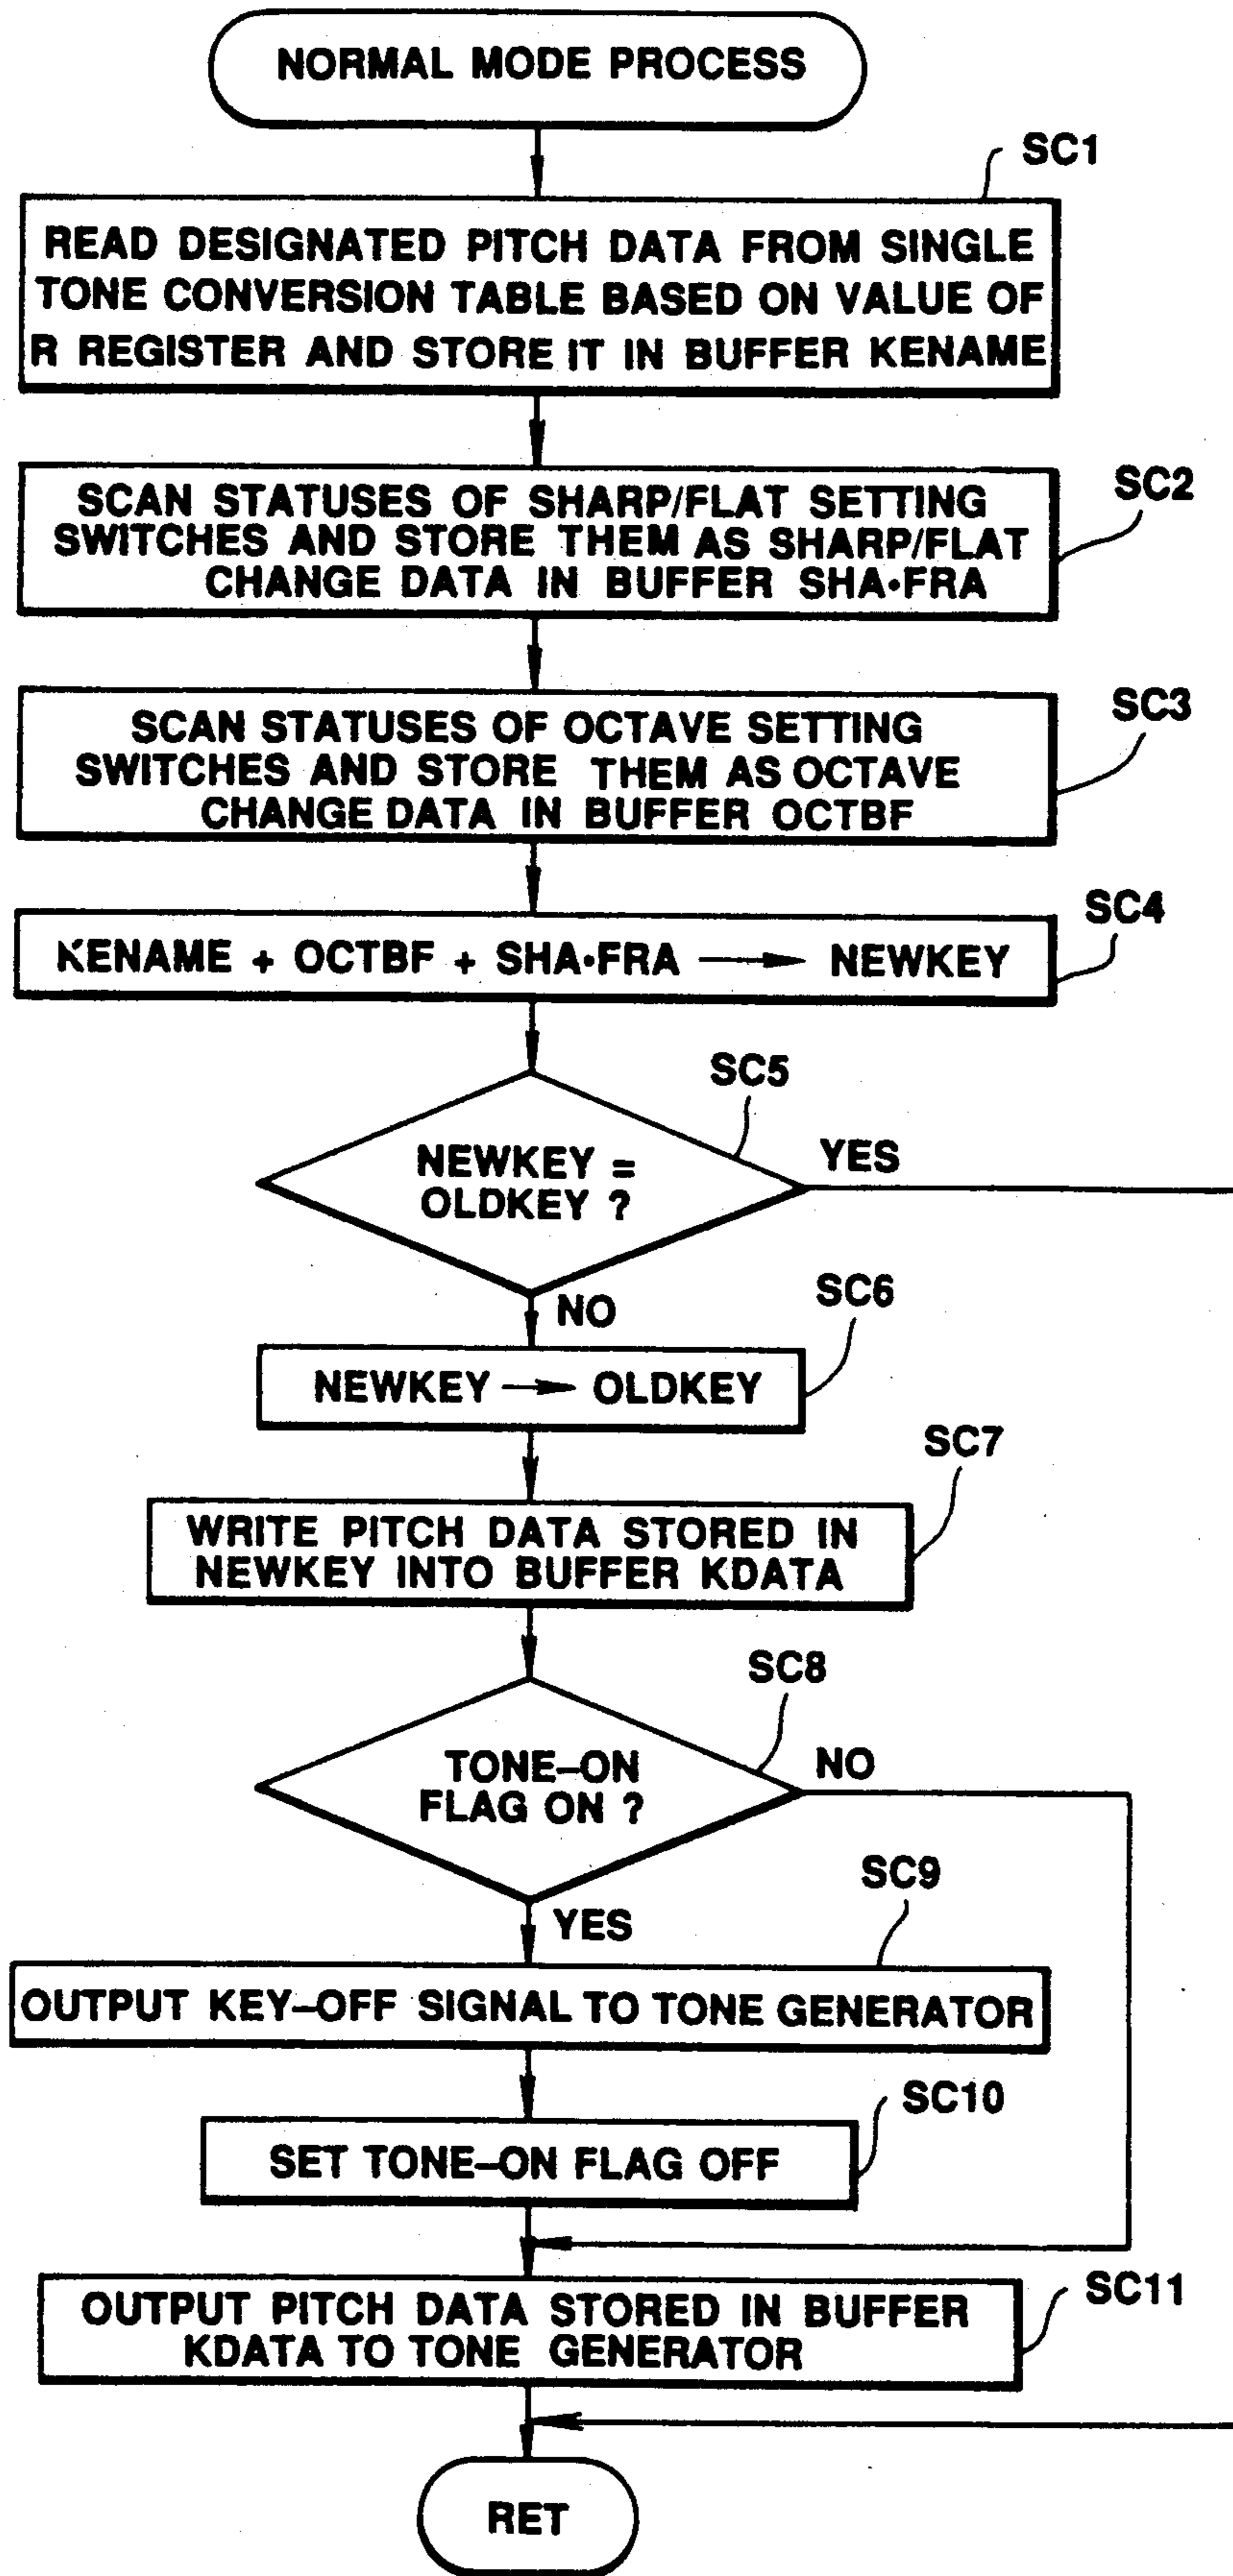 NORMAL MODE PROCESS
SC1
READ DESIGNATED PITCH DATA FROM SINGLE
TONE CONVERSION TABLE BASED ON VALUE OF
R REGISTER AND STORE IT IN BUFFER KENAME
SC2
SCAN STATUSES OF SHARP/FLAT SETTING
SWITCHES AND STORE THEM AS SHARP/FLAT
CHANGE DATA IN BUFFER SHA•FRA
SC3
SCAN STATUSES OF OCTAVE SETTING
SWITCHES AND STORE THEM AS OCTAVE
CHANGE DATA IN BUFFER OCTBF
SC4
KENAME + OCTBF + SHA•FRA → NEWKEY
SC5
NEWKEY =
OLDKEY ?
YES
NO
SC6
NEWKEY → OLDKEY
SC7
WRITE PITCH DATA STORED IN
NEWKEY INTO BUFFER KDATA
SC8
TONE–ON
FLAG ON ?
NO
YES
SC9
OUTPUT KEY–OFF SIGNAL TO TONE GENERATOR
SC10
SET TONE–ON FLAG OFF
SC11
OUTPUT PITCH DATA STORED IN BUFFER
KDATA TO TONE GENERATOR
RET